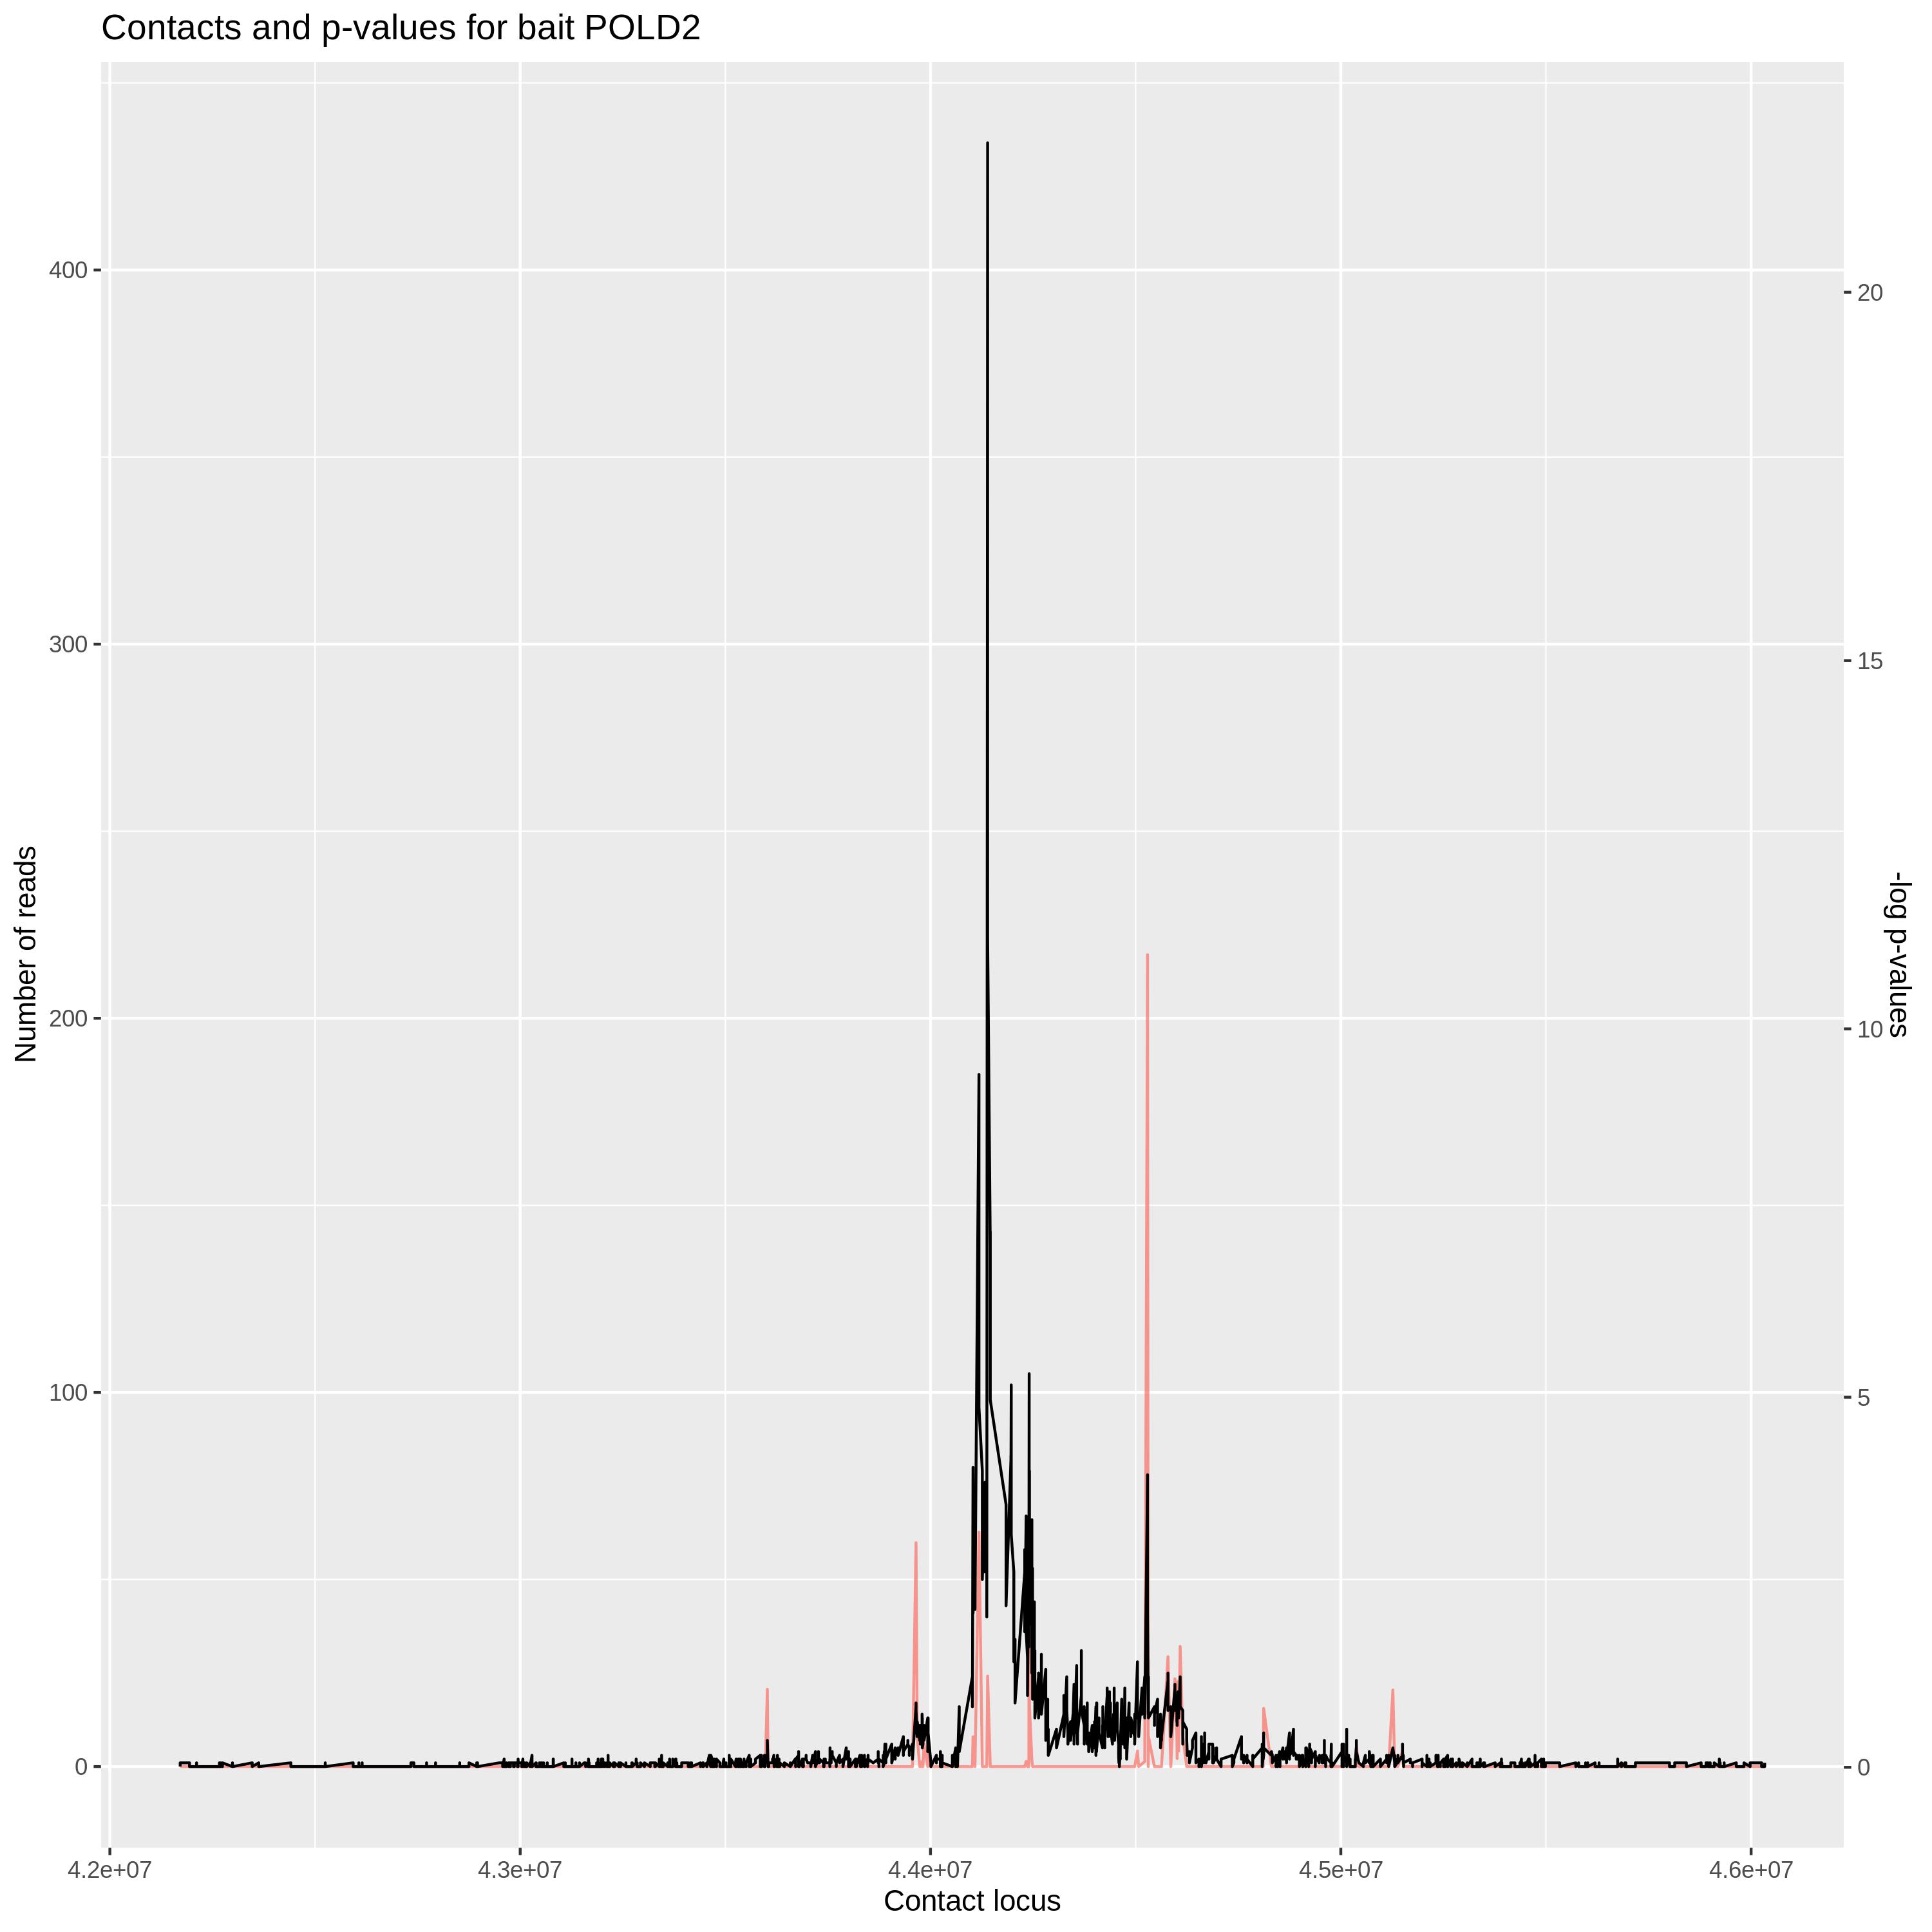 Contacts and p-values for bait POLD2
Number of reads
400
300
200
100
0
20
15
10
5
0
-log p-values
4.2e+07 4.3e+07 4.4e+07 4.5e+07 4.6e+07
Contact locus